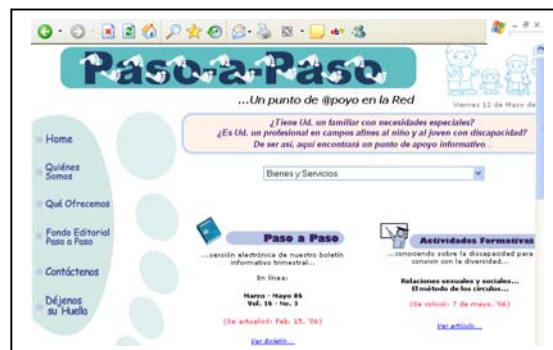 Paso-a-Paso
...Un punto de @poyo en la Red
Viernes 12 de Mayo de
¿Tiene Ud. un familiar con necesidades especiales?
¿Es Ud. un profesional en campos afines al niño y al joven con discapacidad?
De ser así, aquí encontrará un punto de apoyo informativo...
Home
Quiénes
Somos
Qué Ofrecemos
Fondo Editorial
Paso a Paso
Contáctenos
Déjenos
su Huella
Bienes y Servicios
Paso a Paso
...versión electrónica de nuestro boletín
informativo trimestral...
En línea:
Marzo - Mayo 06
Vol. 16 - No. 3
(Se actualizó: Feb. 15, '06)
Ver Boletín...
Actividades Formativas
...conociendo sobre la discapacidad para
convivir con la diversidad...
Relaciones sexuales y sociales...
El método de los círculos...
(Se colocó: 7 de mayo, '06)
Ver artículo...